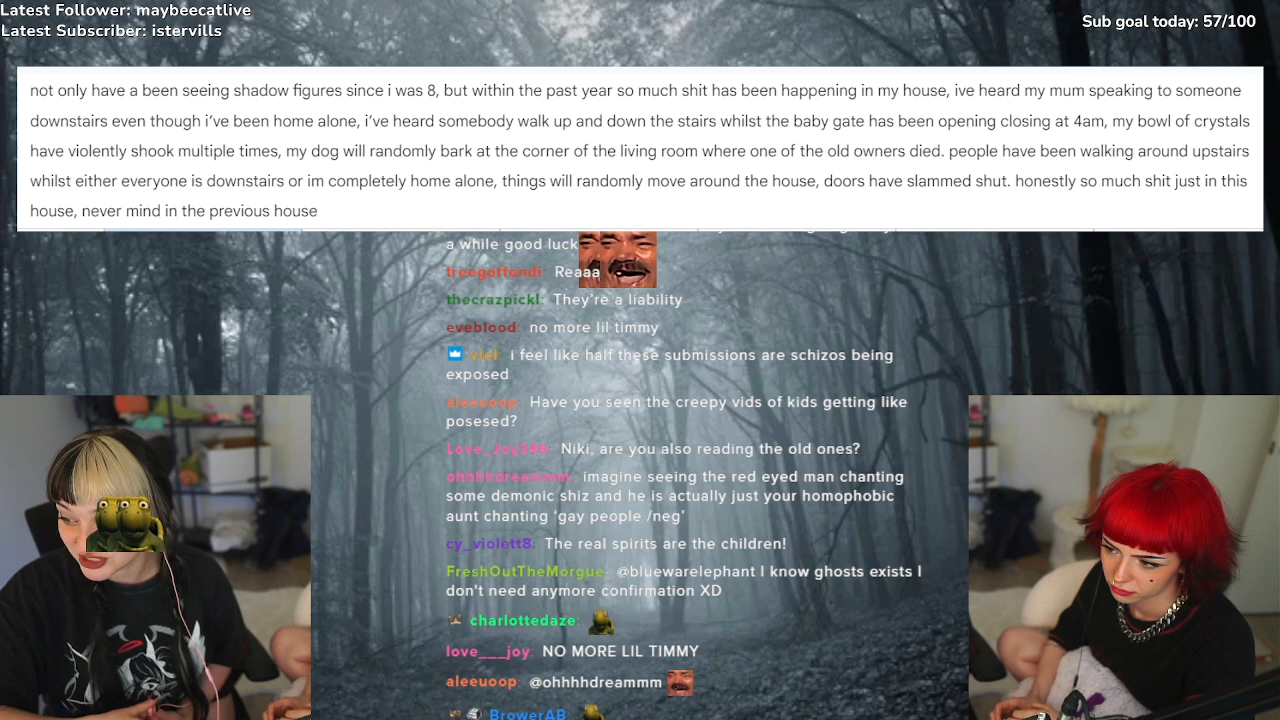 Latest Follower: maybeecatlive
Latest Subscriber: istervills
Sub goal today: 57/100
not only have a been seeing shadow figures since i was 8, but within the past year so much shit has been happening in my house, ive heard my mum speaking to someone
downstairs even though i've been home alone, i've heard somebody walk up and down the stairs whilst the baby gate has been opening closing at 4am, my bowl of crystals
have violently shook multiple times, my dog will randomly bark at the corner of the living room where one of the old owners died. people have been walking around upstairs
whilst either everyone is downstairs or im completely home alone, things will randomly move around the house, doors have slammed shut. honestly so much shit just in this
house, never mind in the previous house
a while good luck
Reaaa
thecrazpickl: They're a liability
eveblood: no more lil timmy
viel: i feel like half these submissions are schizos being
exposed
aleeuoop: Have you seen the creepy vids of kids getting like
posesed?
Niki, are you also reading the old ones?
ohhhhdreammm: imagine seeing the red eyed man chanting
some demonic shiz and he is actually just your homophobic
aunt chanting 'gay people /neg'
cy_violett8: The real spirits are the children!
FreshOutTheMorgue: @bluewarelephant I know ghosts exists I
don't need anymore confirmation XD
charlottedaze:
love___joy: NO MORE LIL TIMMY
aleeuoop: @ohhhhdreammm
BrowerAB: